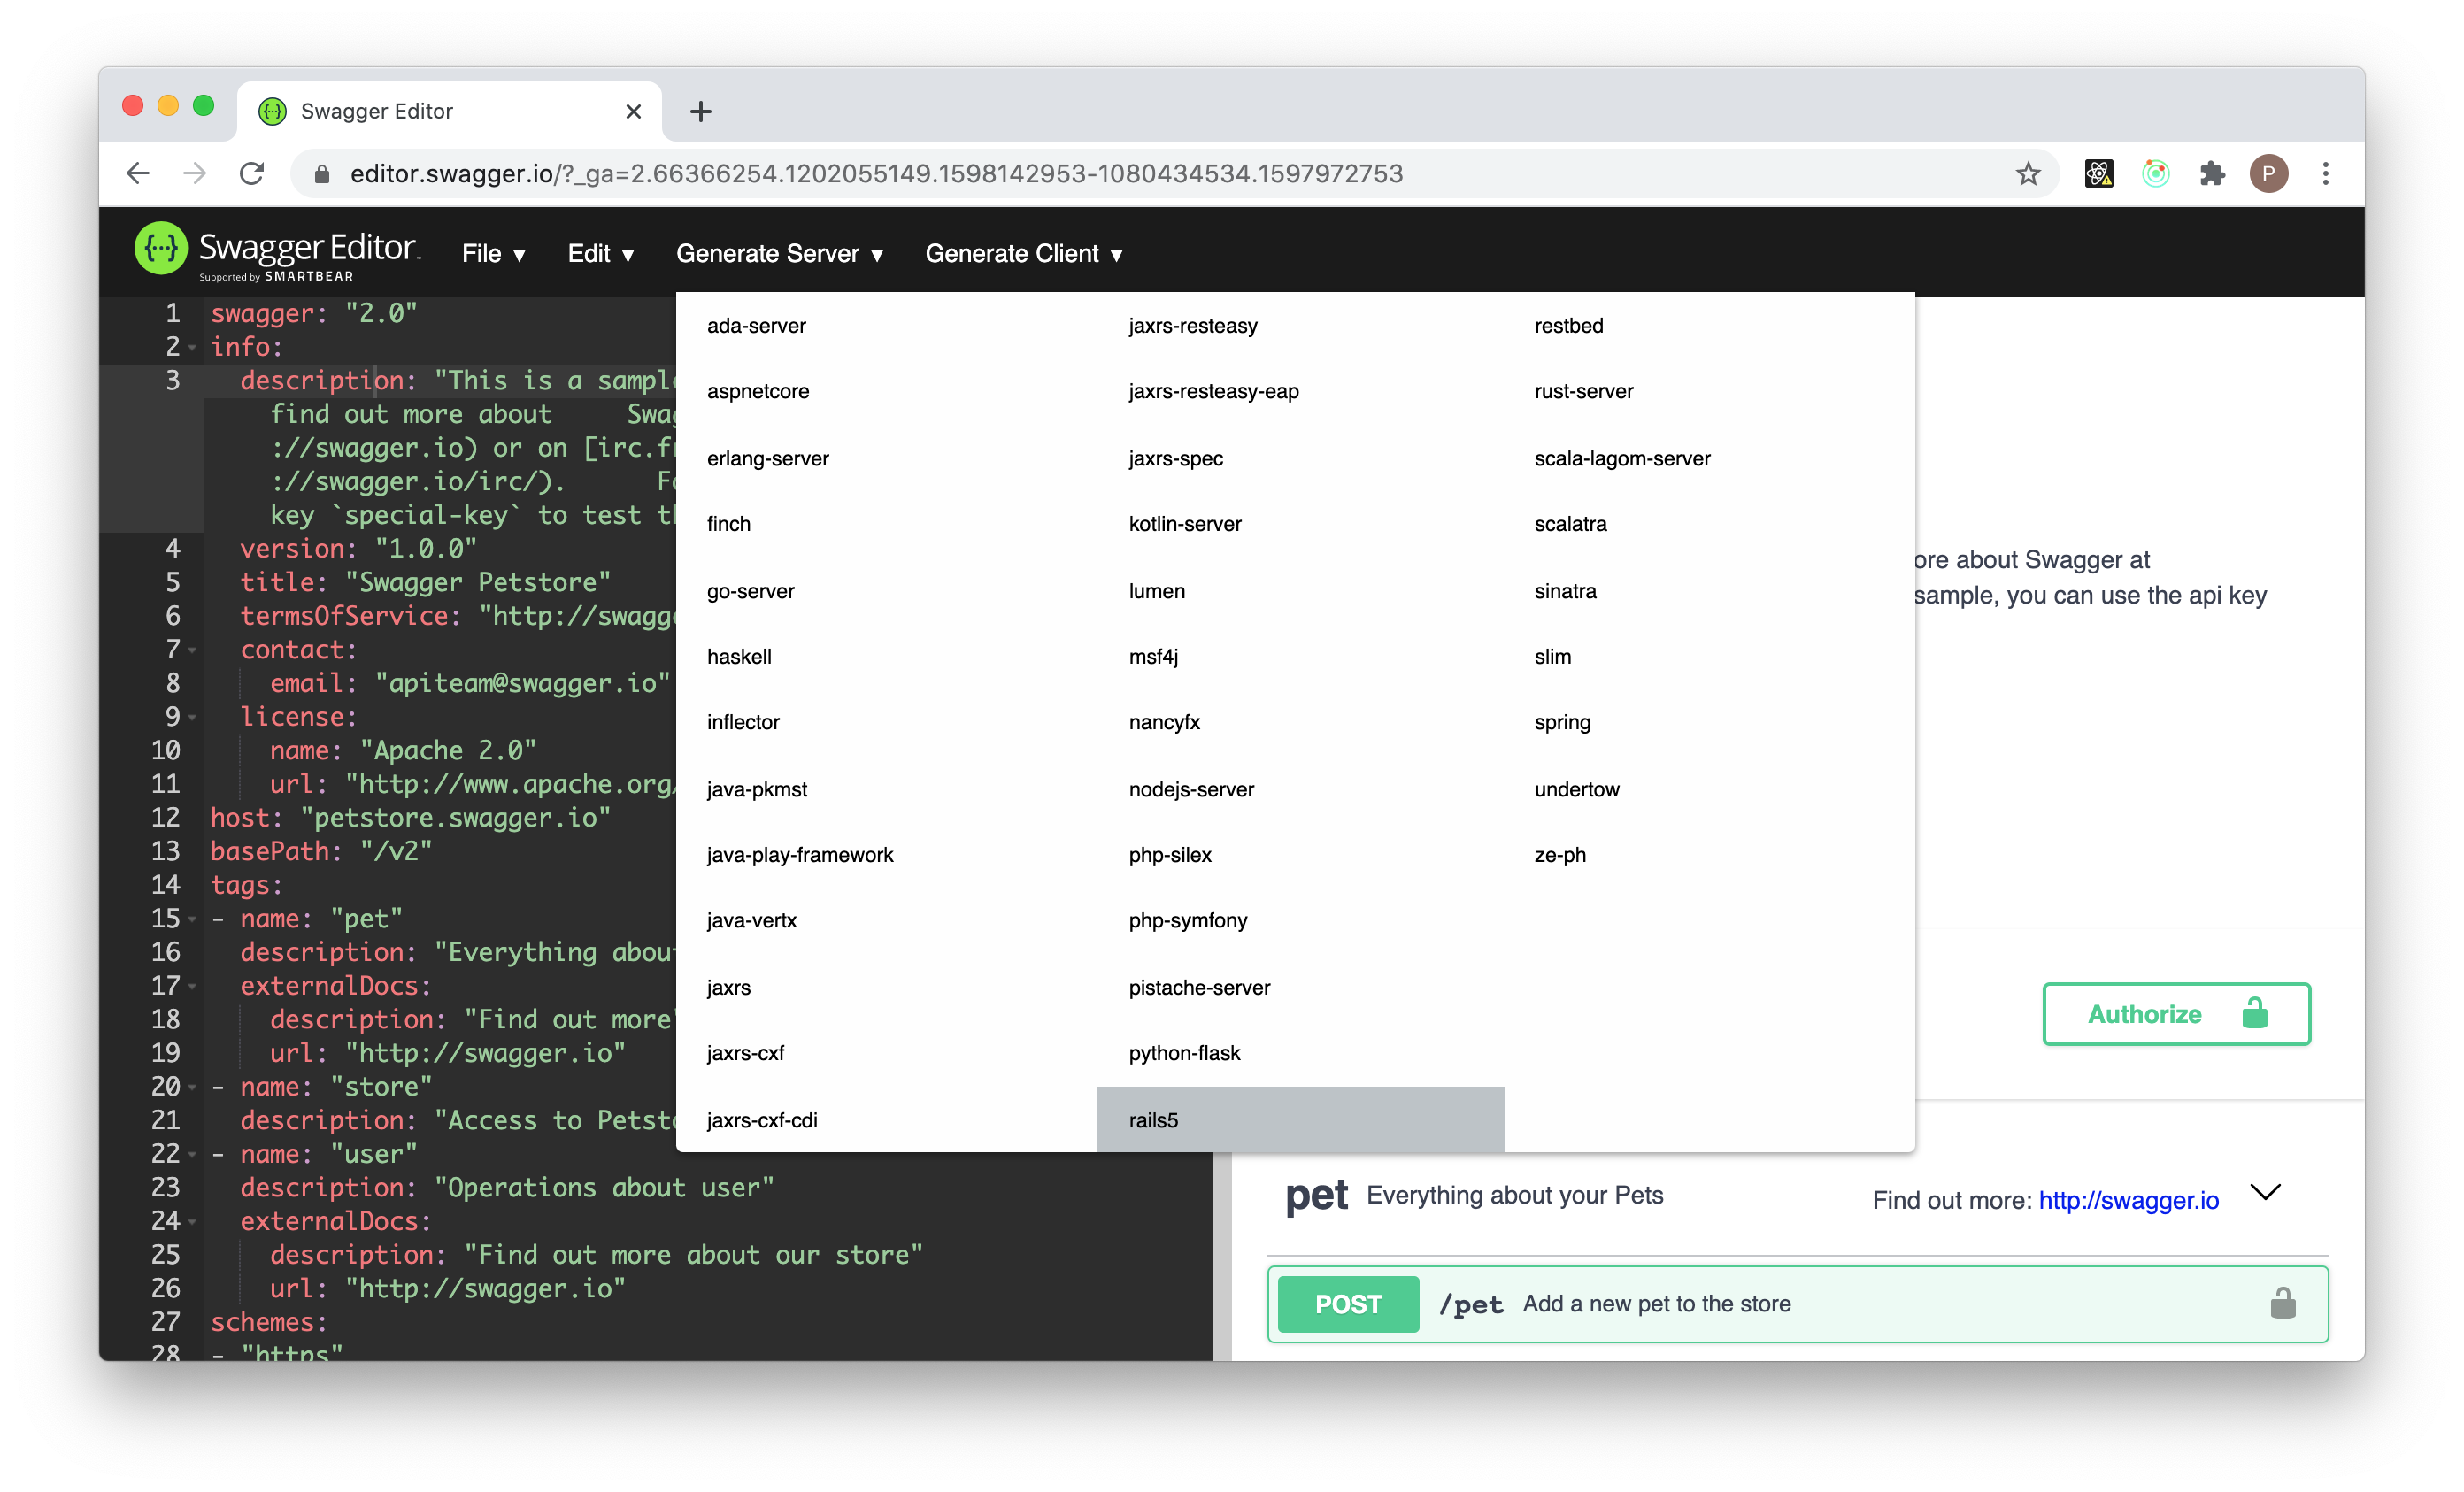 Swagger Editor
editor.swagger.io/?_ga=2.66366254.1202055149.1598142953-1080434534.1597972753
P
{···} Swagger Editor
Supported by SMARTBEAR
File ▾ Edit ▾ Generate Server ▾ Generate Client ▾
1 swagger: "2.0"
2 info:
3 description: "This is a sampl
find out more about Swa
://swagger.io) or on [irc.fr
://swagger.io/irc/). Fo
key `special-key` to test th
4 version: "1.0.0"
5 title: "Swagger Petstore"
6 termsOfService: "http://swagg
7 contact:
8 email: "apiteam@swagger.io"
9 license:
10 name: "Apache 2.0"
11 url: "http://www.apache.org/
12 host: "petstore.swagger.io"
13 basePath: "/v2"
14 tags:
15 - name: "pet"
16 description: "Everything abou
17 externalDocs:
18 description: "Find out more"
19 url: "http://swagger.io"
20 - name: "store"
21 description: "Access to Petst
22 - name: "user"
23 description: "Operations about user"
24 externalDocs:
25 description: "Find out more about our store"
26 url: "http://swagger.io"
27 schemes:
28 - "https"
ada-server
aspnetcore
erlang-server
finch
go-server
haskell
inflector
java-pkmst
java-play-framework
java-vertx
jaxrs
jaxrs-cxf
jaxrs-cxf-cdi
jaxrs-resteasy
jaxrs-resteasy-eap
jaxrs-spec
kotlin-server
lumen
msf4j
nancyfx
nodejs-server
php-silex
php-symfony
pistache-server
python-flask
rails5
restbed
rust-server
scala-lagom-server
scalatra
sinatra
slim
spring
undertow
ze-ph
ore about Swagger at
sample, you can use the api key
Authorize
pet Everything about your Pets Find out more: http://swagger.io
POST /pet Add a new pet to the store